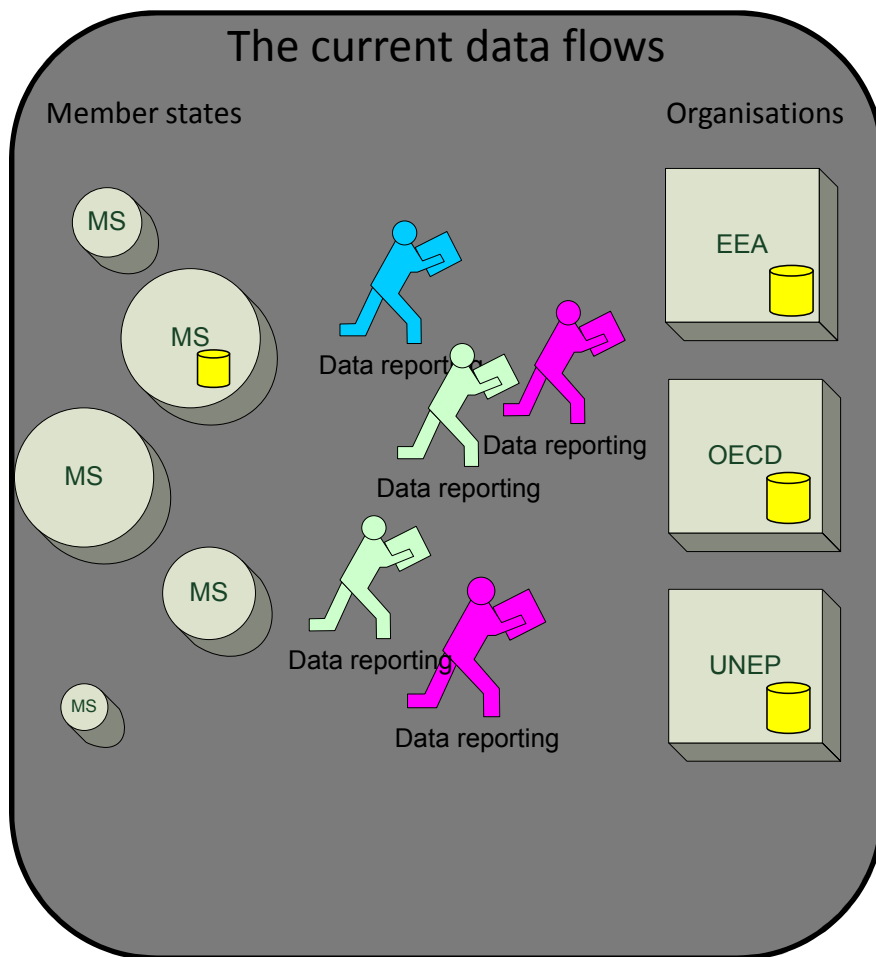 The current data flows
Member states
Organisations
MS
EEA
MS
Data reporting
Data reporting
OECD
MS
Data reporting
MS
Data reporting
UNEP
MS
Data reporting